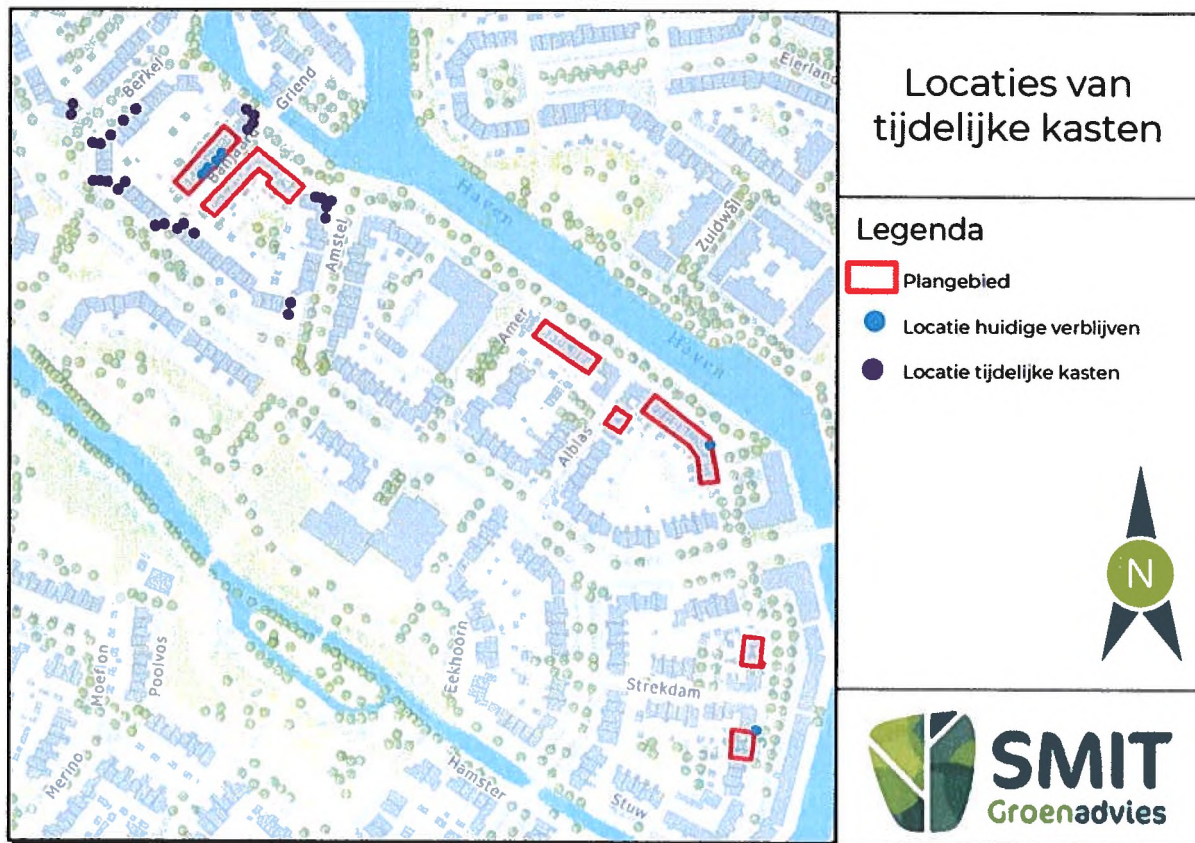 Locaties van
tijdelijke kasten
Legenda
Plangebied
Locatie huidige verblijven
Locatie tijdelijke kasten
N
SMIT
Groenadvies
Berkel
Griend
Eierland
Banjaard
Haven
Zuidwal
Amstel
Amer
Haven
Alblas
Eekhoorn
Moeflon
Poolvos
Strekdam
Merino
Hamster
Stuw